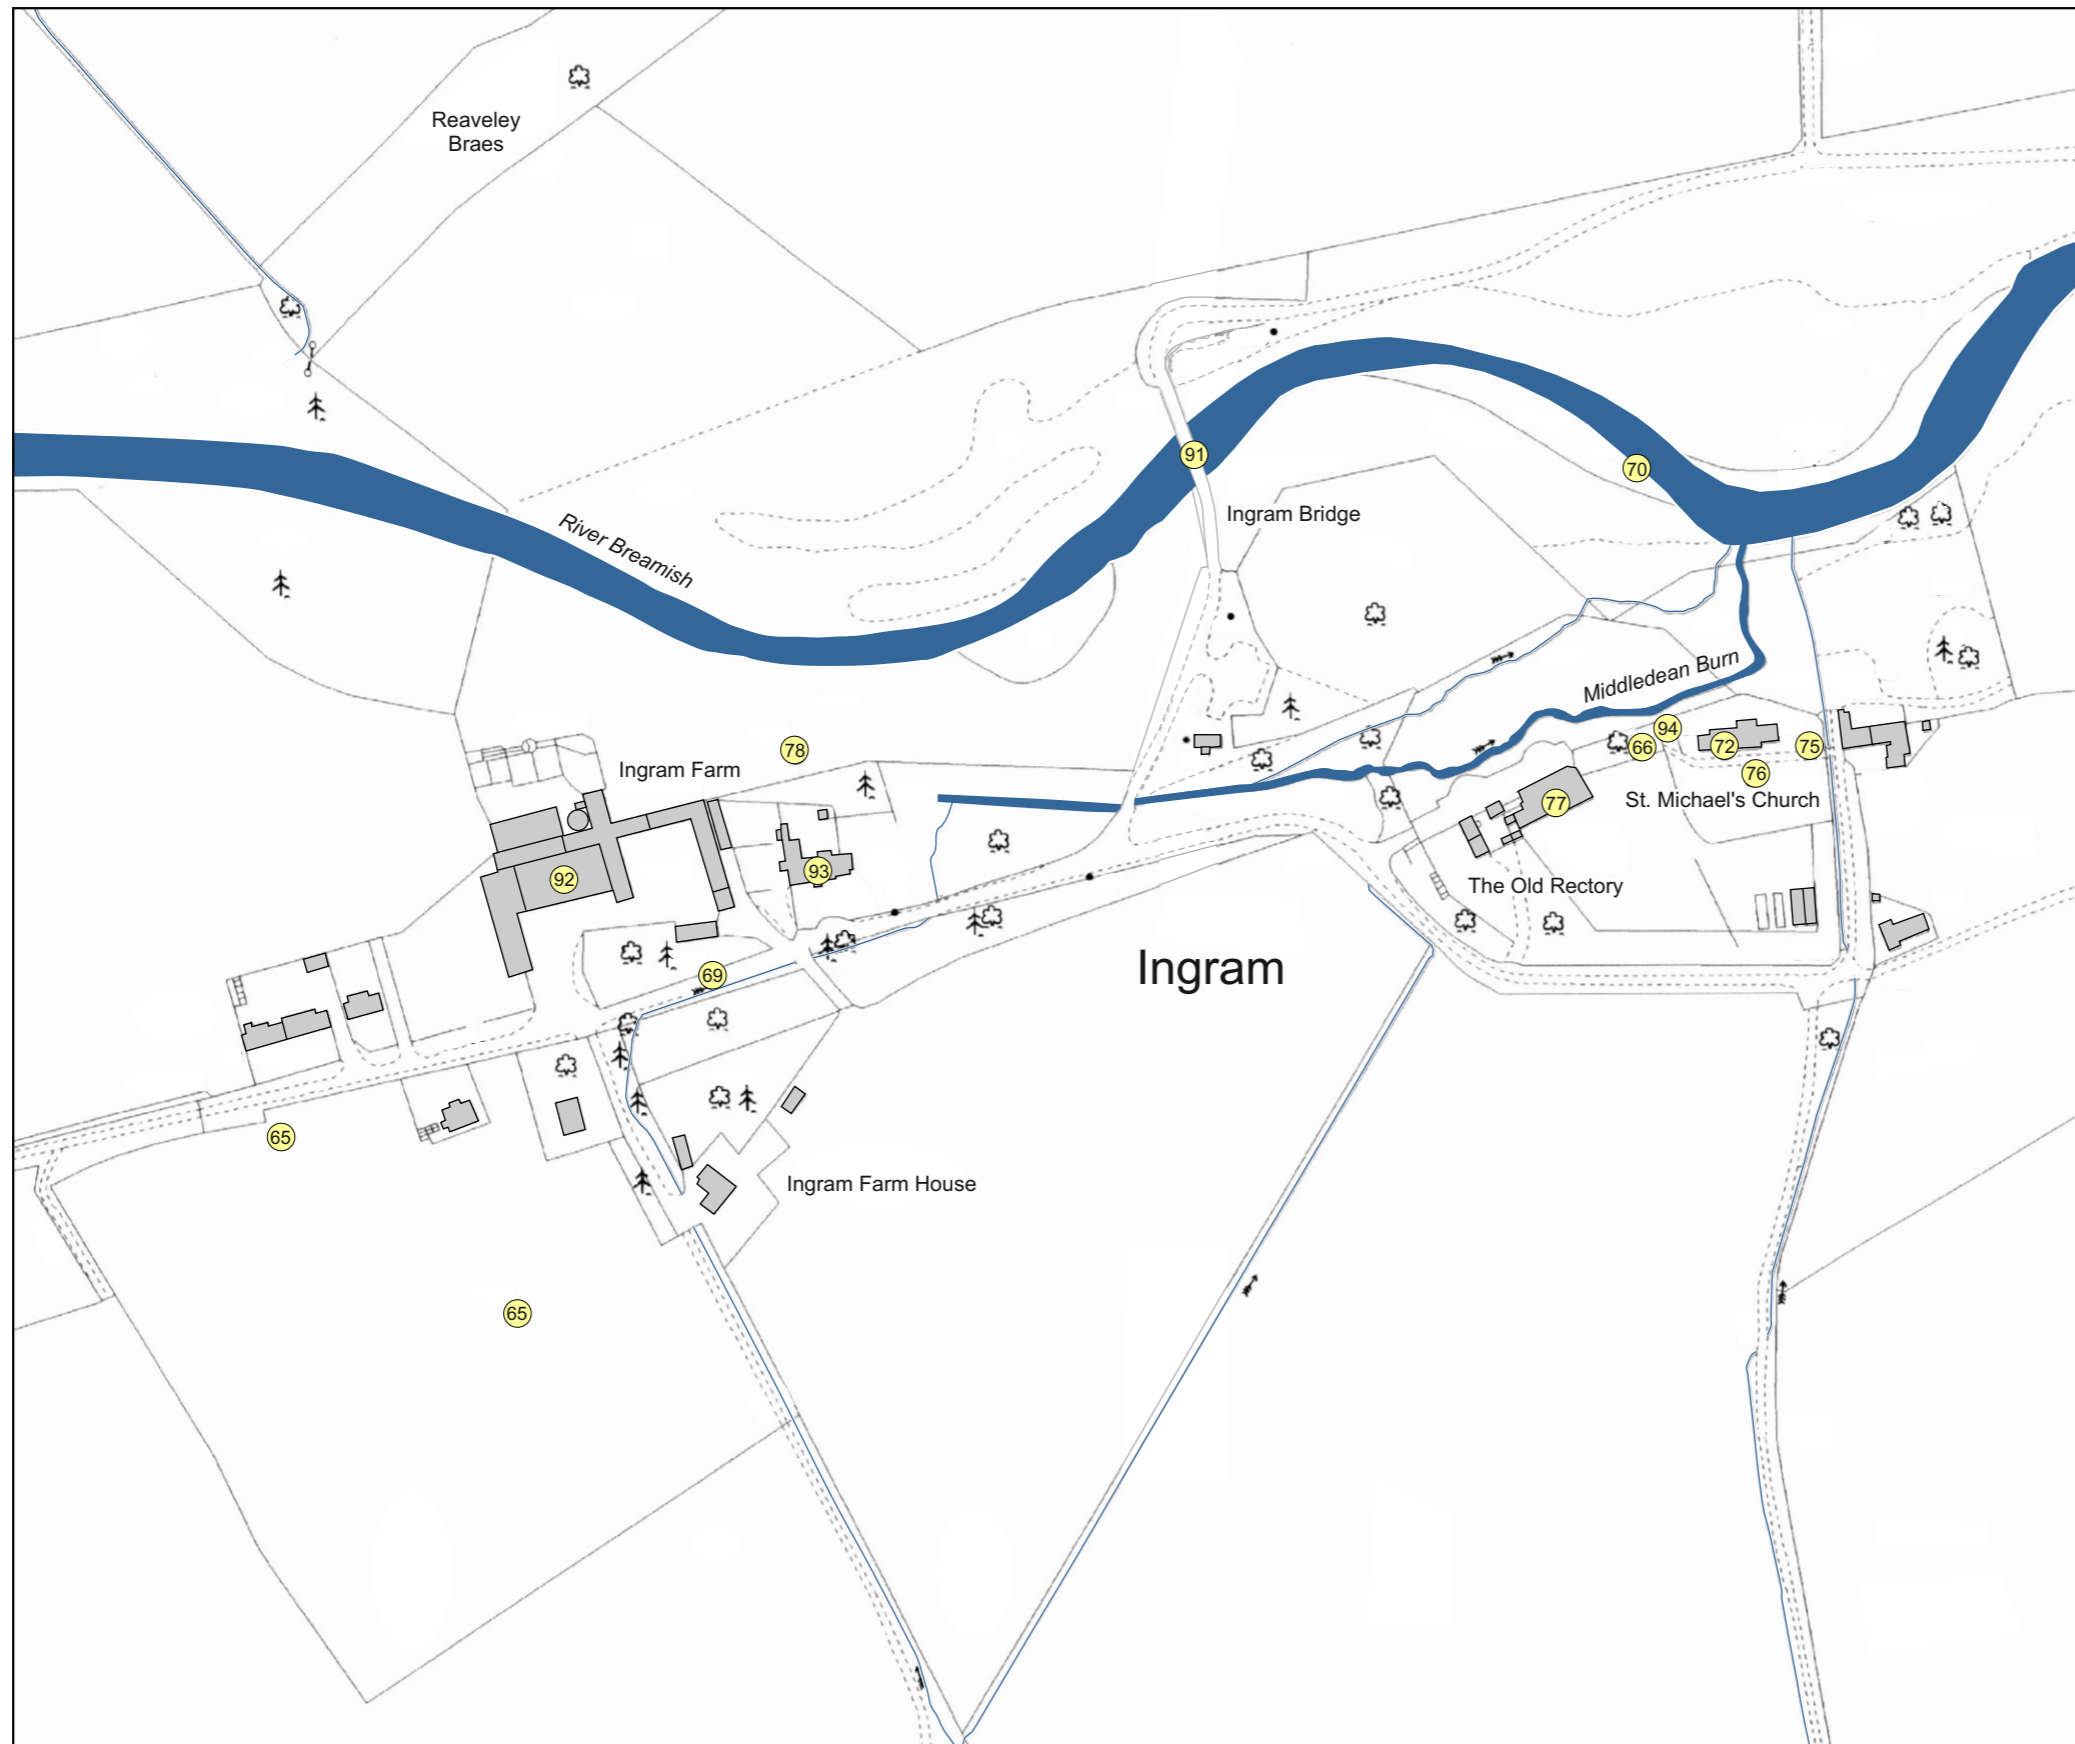 Reaveley
Braes
91
70
Ingram Bridge
River Breamish
Middledean Burn
94
66
72
75
78
76
Ingram Farm
77
St. Michael's Church
93
92
The Old Rectory
69
Ingram
65
Ingram Farm House
65